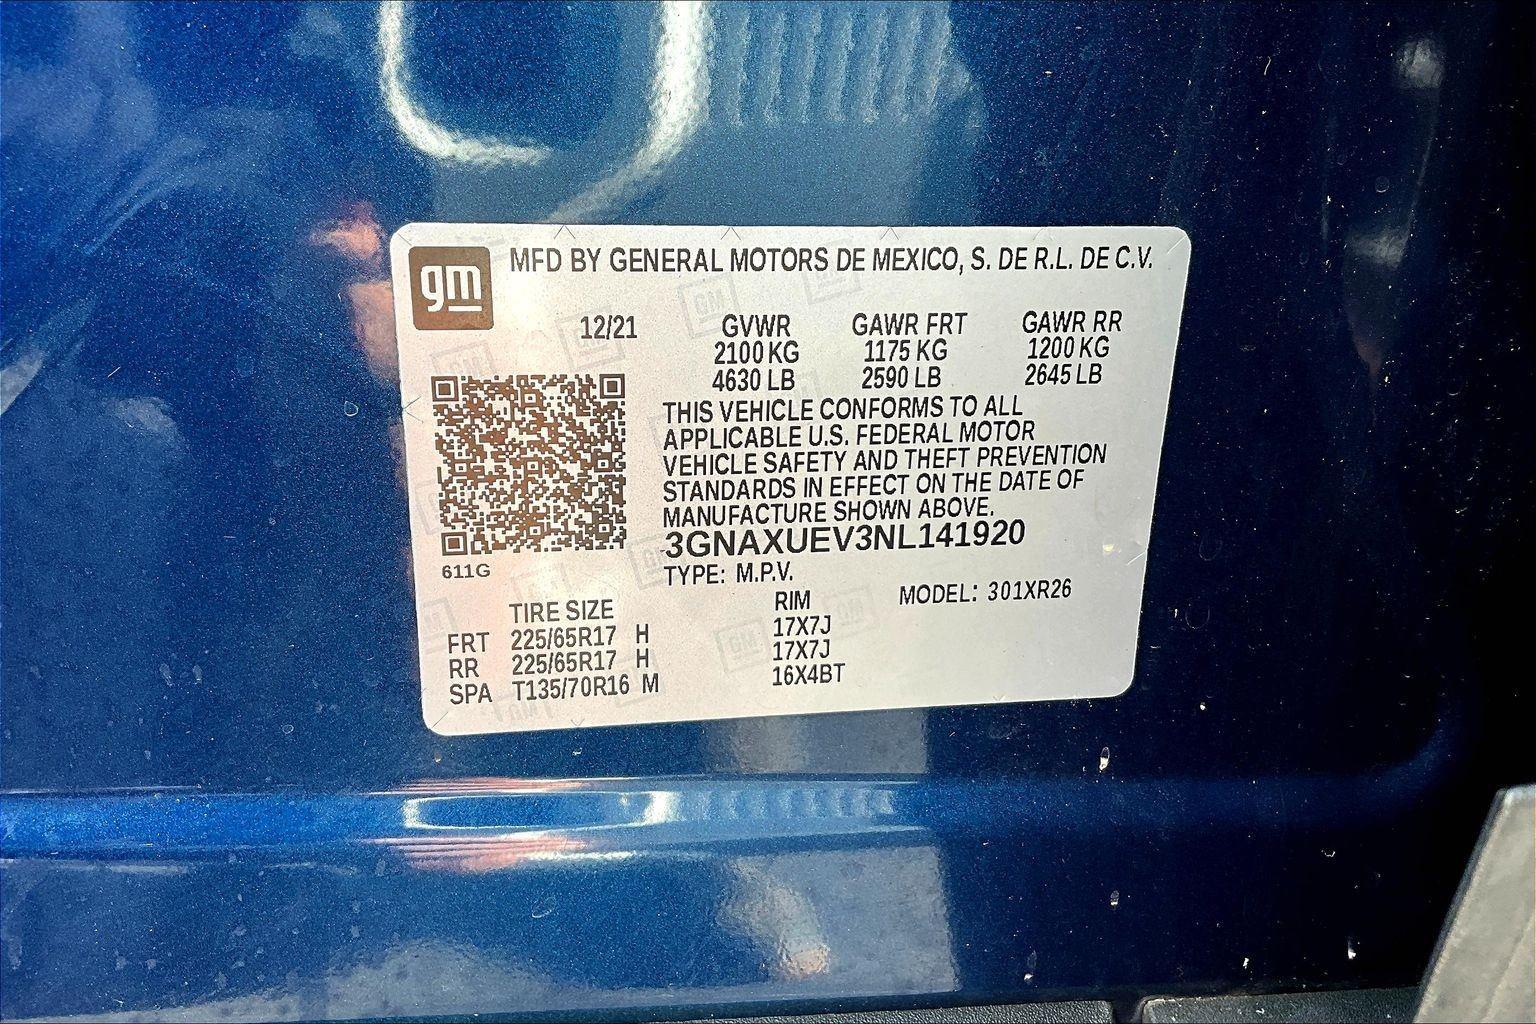 gm
MFD BY GENERAL MOTORS DE MEXICO, S. DE R.L. DE C.V.
12/21 GVWR GAWR FRT GAWR RR
2100 KG 1175 KG 1200 KG
4630 LB 2590 LB 2645 LB
THIS VEHICLE CONFORMS TO ALL
APPLICABLE U.S. FEDERAL MOTOR
VEHICLE SAFETY AND THEFT PREVENTION
STANDARDS IN EFFECT ON THE DATE OF
MANUFACTURE SHOWN ABOVE.
3GNAXUEV3NL141920
611G
TYPE: M.P.V.
MODEL: 301XR26
TIRE SIZE RIM
FRT 225/65R17 H 17X7J
RR 225/65R17 H 17X7J
SPA T135/70R16 M 16X4BT